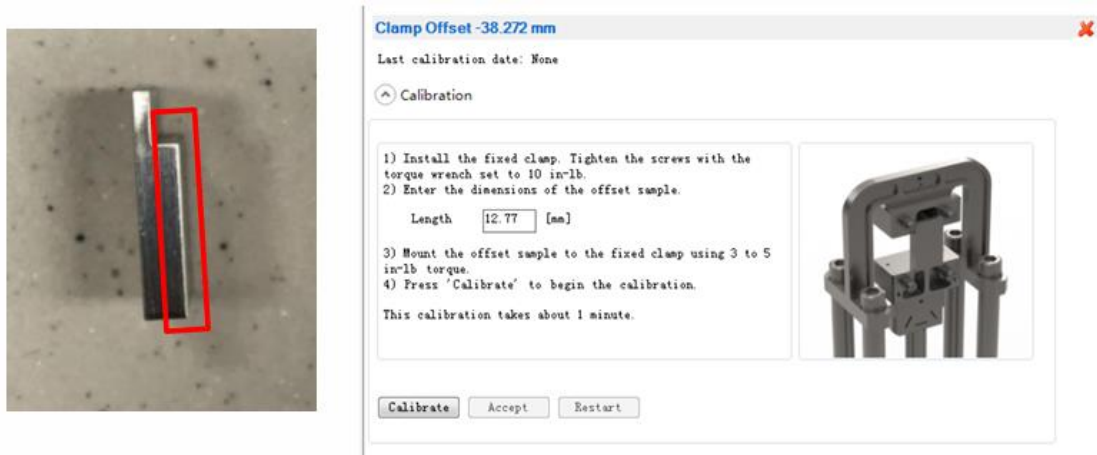 Clamp Offset -38.272 mm
Last calibration date: None
Calibration
1) Install the fixed clamp. Tighten the screws with the
torque wrench set to 10 in-lb.
2) Enter the dimensions of the offset sample.
Length 12.77 [mm]
3) Mount the offset sample to the fixed clamp using 3 to 5
in-lb torque.
4) Press 'Calibrate' to begin the calibration.
This calibration takes about 1 minute.
Calibrate Accept Restart